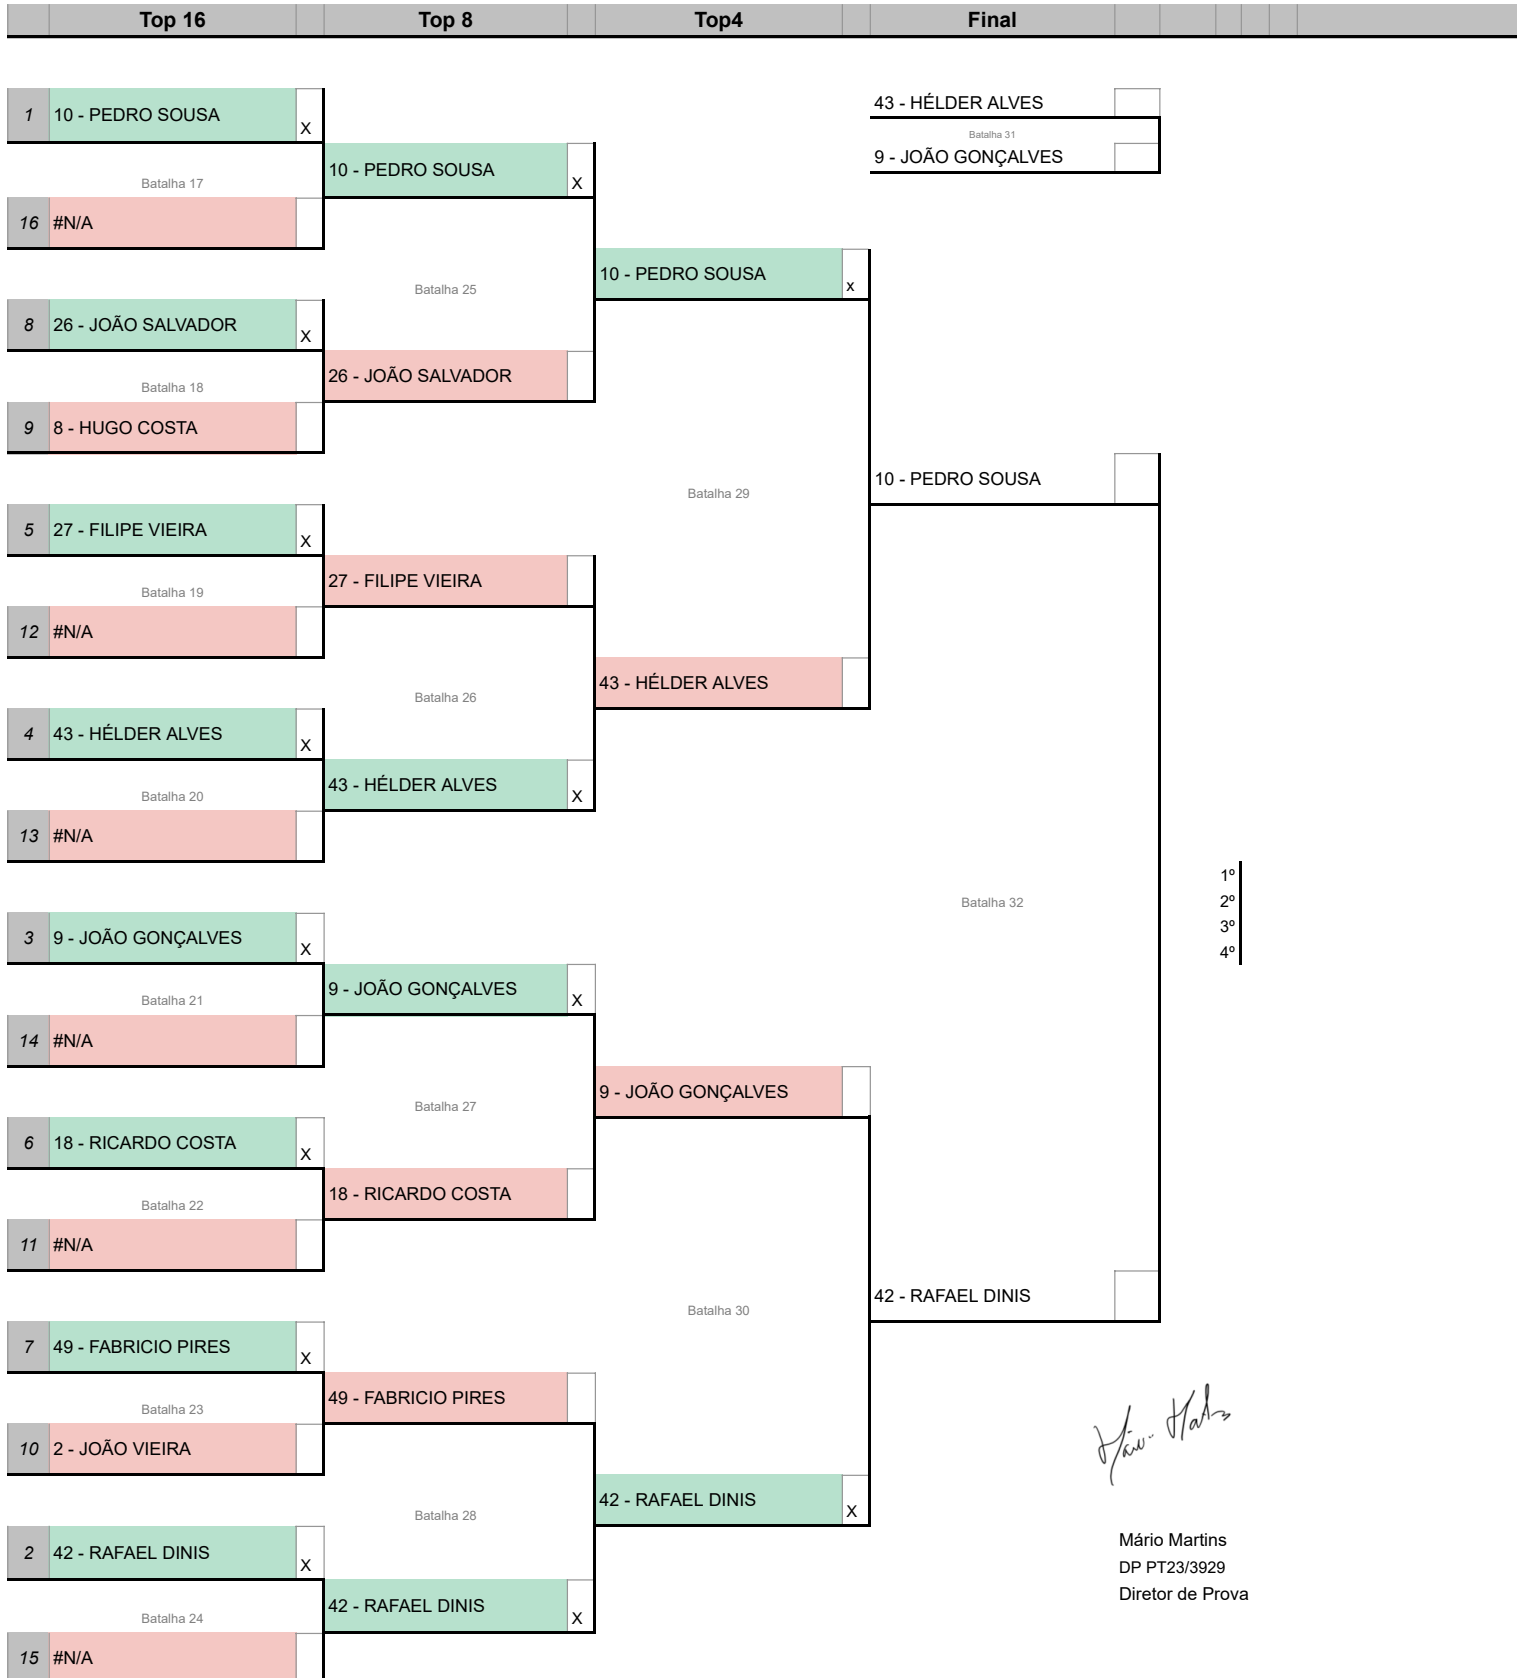 Top 16 Top 8 Top4 Final
1 10 - PEDRO SOUSA X
Batalha 17
16 #N/A
8 26 - JOÃO SALVADOR X
Batalha 18
9 8 - HUGO COSTA
5 27 - FILIPE VIEIRA X
Batalha 19
12 #N/A
4 43 - HÉLDER ALVES X
Batalha 20
13 #N/A
3 9 - JOÃO GONÇALVES X
Batalha 21
14 #N/A
6 18 - RICARDO COSTA X
Batalha 22
11 #N/A
7 49 - FABRICIO PIRES X
Batalha 23
10 2 - JOÃO VIEIRA
2 42 - RAFAEL DINIS X
Batalha 24
15 #N/A
10 - PEDRO SOUSA X
Batalha 25
26 - JOÃO SALVADOR
27 - FILIPE VIEIRA
Batalha 26
43 - HÉLDER ALVES X
9 - JOÃO GONÇALVES X
Batalha 27
18 - RICARDO COSTA
49 - FABRICIO PIRES
Batalha 28
42 - RAFAEL DINIS X
10 - PEDRO SOUSA x
Batalha 29
43 - HÉLDER ALVES
9 - JOÃO GONÇALVES
Batalha 30
42 - RAFAEL DINIS X
43 - HÉLDER ALVES
Batalha 31
9 - JOÃO GONÇALVES
10 - PEDRO SOUSA
Batalha 32
42 - RAFAEL DINIS
1º
2º
3º
4º
Mário Martins
DP PT23/3929
Diretor de Prova